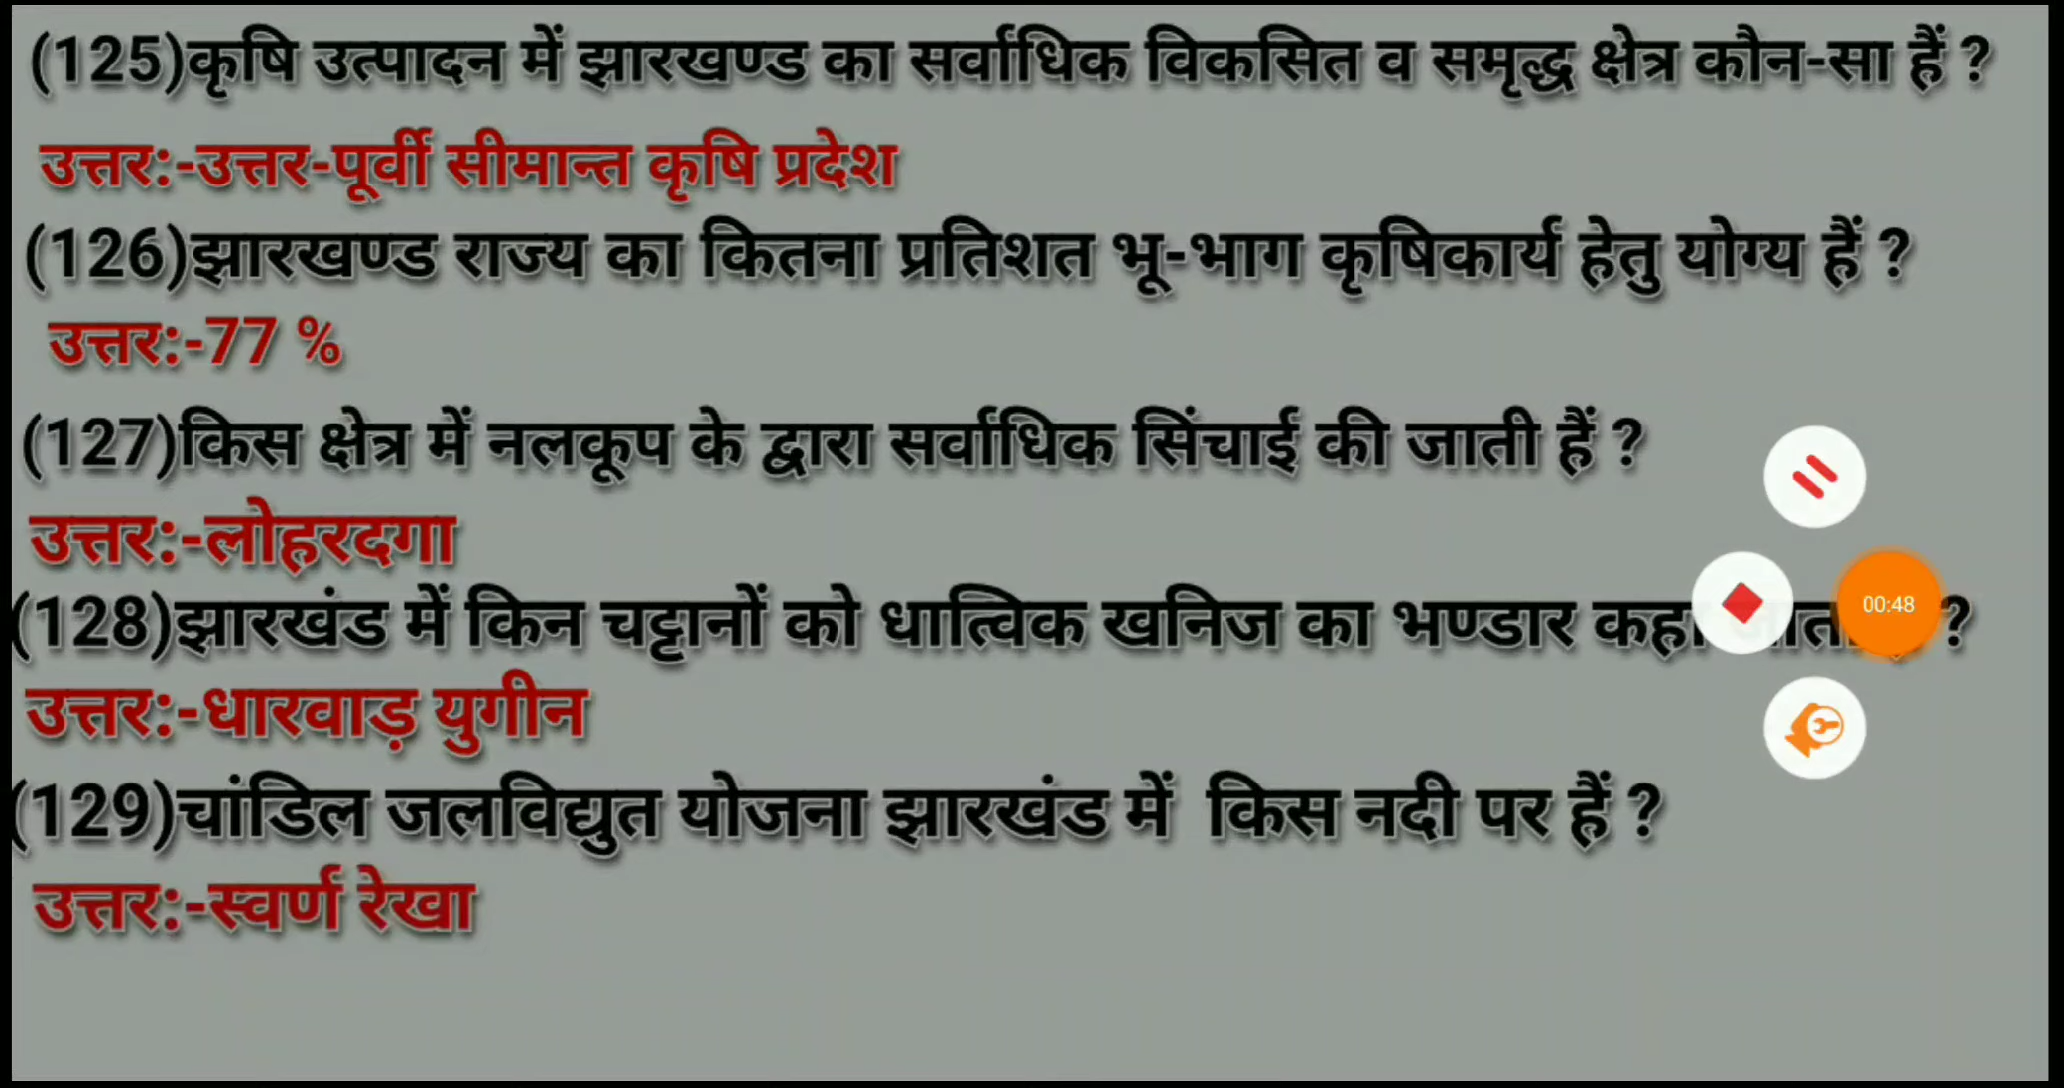 (125)कृषि उत्पादन में झारखण्ड का सर्वाधिक विकसित व समृद्ध क्षेत्र कौन-सा हैं ?
उत्तर:-उत्तर-पूर्वी सीमान्त कृषि प्रदेश
(126)झारखण्ड राज्य का कितना प्रतिशत भू-भाग कृषिकार्य हेतु योग्य हैं ?
उत्तर:-77 %
(127)किस क्षेत्र में नलकूप के द्वारा सर्वाधिक सिंचाई की जाती हैं ?
उत्तर:-लोहरदगा
(128)झारखंड में किन चट्टानों को धात्विक खनिज का भण्डार कहा ?
00:48
उत्तर:-धारवाड़ युगीन
(129)चांडिल जलविद्युत योजना झारखंड में किस नदी पर हैं ?
उत्तर:-स्वर्ण रेखा